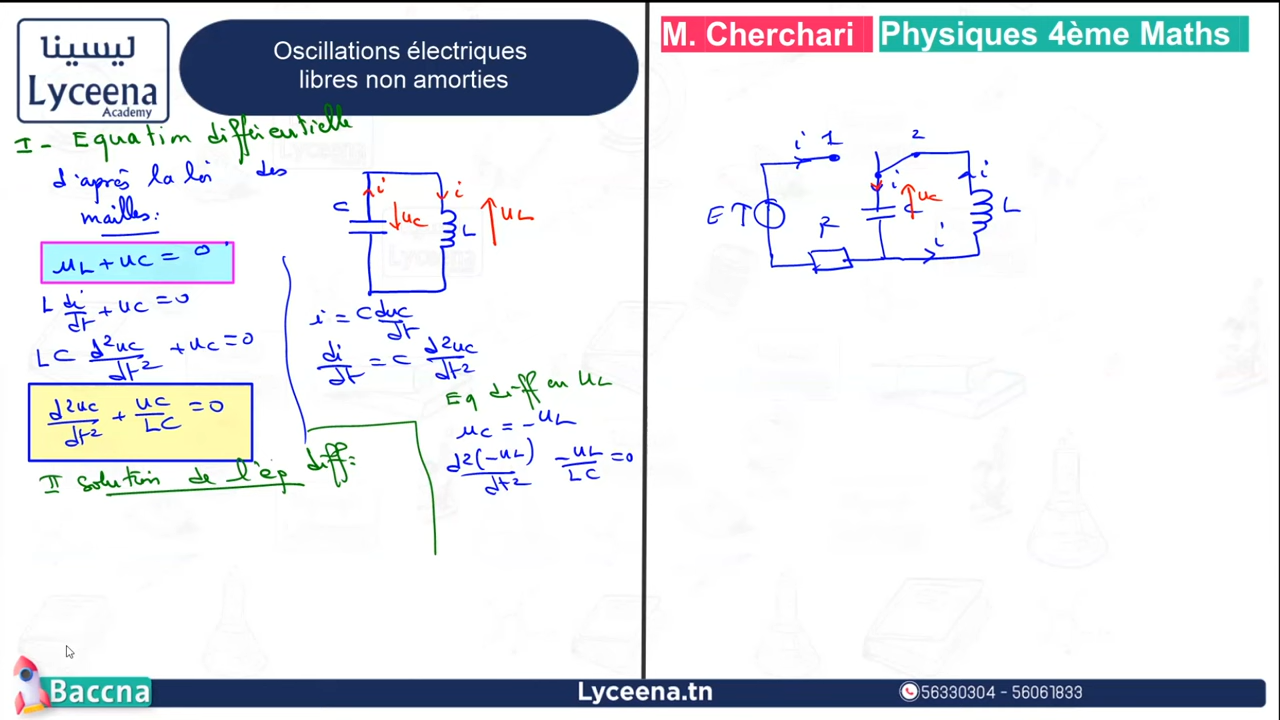 ليسينا
Lyceena
Academy
Oscillations électriques
libres non amorties
M. Cherchari Physiques 4ème Maths
I - Equation différentielle
d'après la loi des
mailles:
uL + uC = 0
L di/dt + uC = 0
LC d²uC/dt² + uC = 0
d²uC/dt² + uC/LC = 0
II Solution de l'éq diff:
C
i
uC
i
L
uL
i = C duC/dt
di/dt = C d²uC/dt²
Eq diff en UL
uC = -uL
d²(-uL)/dt² -uL/LC = 0
i 1
2
E
R
i
C
uC
i
L
i
Baccna
Lyceena.tn
56330304 - 56061833